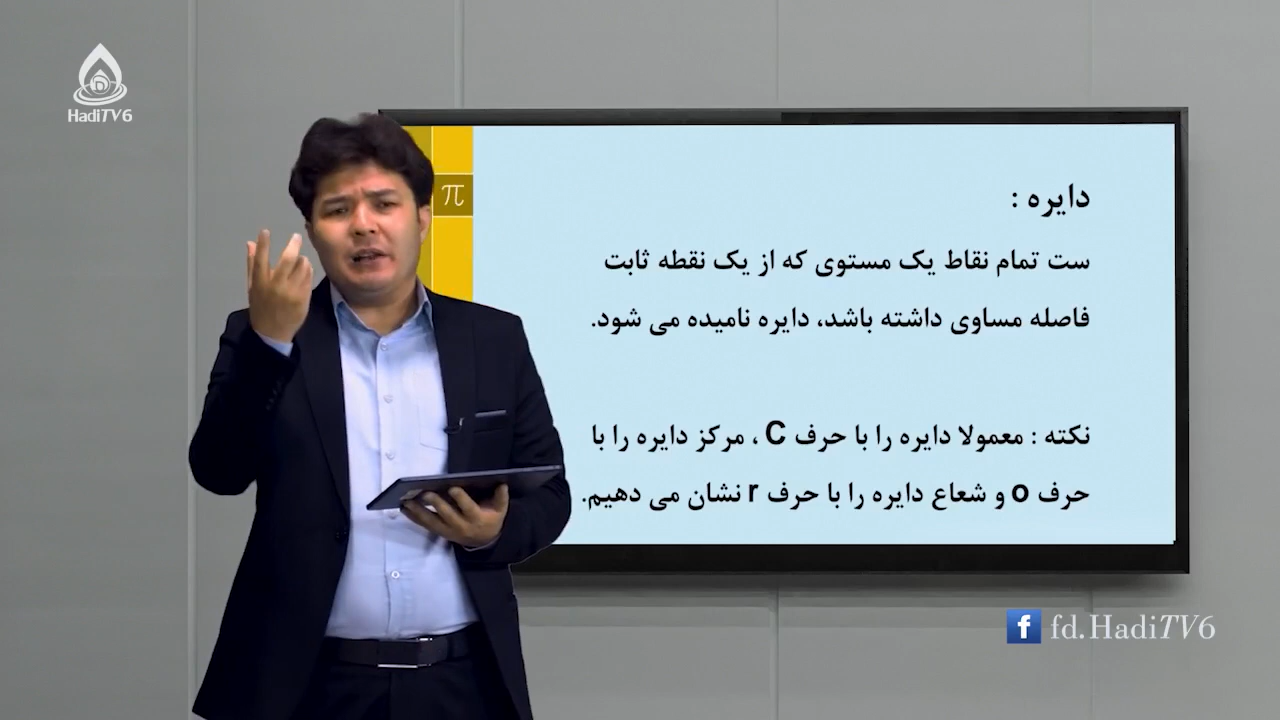 HadiTV6
π
دایره :
ست تمام نقاط یک مستوی که از یک نقطه ثابت
فاصله مساوی داشته باشد، دایره نامیده می شود.
نکته : معمولا دایره را با حرف C ، مرکز دایره را با
حرف o و شعاع دایره را با حرف r نشان می دهیم.
f fd.HadiTV6